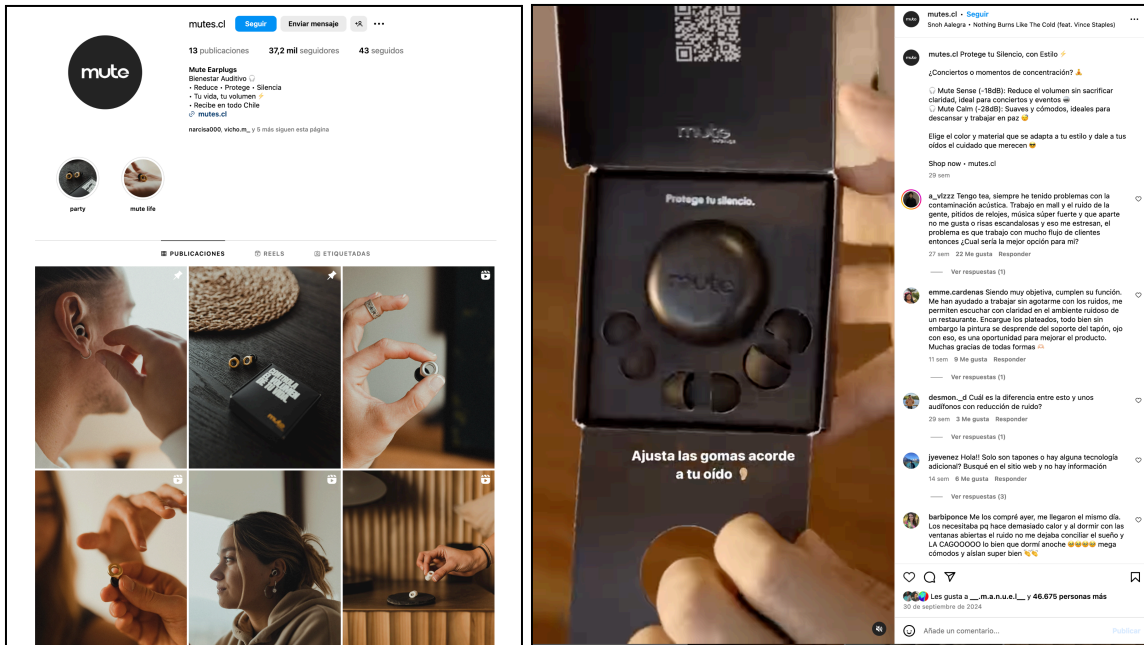 mutes.cl
Seguir
Enviar mensaje
13 publicaciones
37,2 mil seguidores
43 seguidos
mute
Mute Earplugs
Bienestar Auditivo 🎧
• Reduce • Protege • Silencia
• Tu vida, tu volumen ⚡
• Recibe en todo Chile
mutes.cl
narcisa000, vicho.m_ y 5 más siguen esta página
party
mute life
PUBLICACIONES
REELS
ETIQUETADAS
mute
mute
Protege tu silencio.
mute
Ajusta las gomas acorde
a tu oído 👂
mute
mutes.cl • Seguir
Snoh Aalegra • Nothing Burns Like The Cold (feat. Vince Staples)
mute
mutes.cl Protege tu Silencio, con Estilo ⚡
¿Conciertos o momentos de concentración? 🙏
🎧 Mute Sense (-18dB): Reduce el volumen sin sacrificar
claridad, ideal para conciertos y eventos
🎧 Mute Calm (-28dB): Suaves y cómodos, ideales para
descansar y trabajar en paz
Elige el color y material que se adapta a tu estilo y dale a tus
oídos el cuidado que merecen
Shop now • mutes.cl
29 sem
a_vlzzz Tengo tea, siempre he tenido problemas con la
contaminación acústica. Trabajo en mall y el ruido de la
gente, pitidos de relojes, música súper fuerte y que aparte
no me gusta o risas escandalosas y eso me estresan, el
problema es que trabajo con mucho flujo de clientes
entonces ¿Cual sería la mejor opción para mí?
27 sem 22 Me gusta Responder
Ver respuestas (1)
emme.cardenas Siendo muy objetiva, cumplen su función.
Me han ayudado a trabajar sin agotarme con los ruidos, me
permiten escuchar con claridad en el ambiente ruidoso de
un restaurante. Encargue los plateados, todo bien sin
embargo la pintura se desprende del soporte del tapón, ojo
con eso, es una oportunidad para mejorar el producto.
Muchas gracias de todas formas
11 sem 9 Me gusta Responder
Ver respuestas (1)
desmon._d Cuál es la diferencia entre esto y unos
audífonos con reducción de ruido?
29 sem 3 Me gusta Responder
Ver respuestas (1)
jyevenez Hola!! Solo son tapones o hay alguna tecnología
adicional? Busqué en el sitio web y no hay información
14 sem 6 Me gusta Responder
Ver respuestas (3)
barbiponce Me los compré ayer, me llegaron el mismo día.
Los necesitaba pq hace demasiado calor y al dormir con las
ventanas abiertas el ruido no me dejaba conciliar el sueño y
LA CAGOOOOO lo bien que dormí anoche 🥹🥹🥹🥹 mega
cómodos y aislan super bien 👏👏
Les gusta a __.m.a.n.u.e.l__ y 46.675 personas más
30 de septiembre de 2024
Añade un comentario...
Publicar